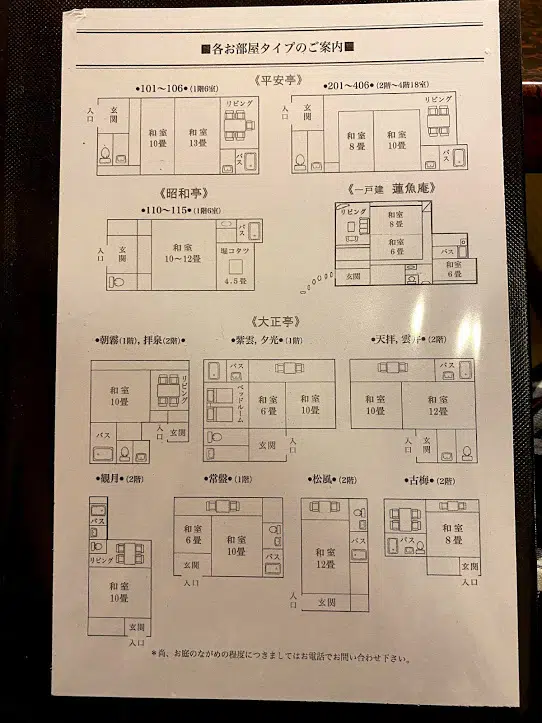 ■各お部屋タイプのご案内■
《平安亭》
●101～106●(1階6室)
入口
玄関
和室
10畳
和室
13畳
リビング
バス
●201～406●(2階～4階18室)
入口
玄関
和室
8畳
和室
10畳
リビング
バス
《昭和亭》
●110～115●(1階6室)
入口
玄関
和室
10～12畳
バス
堀コタツ
4.5畳
《一戸建 蓮魚庵》
リビング
和室
8畳
和室
6畳
玄関
バス
和室
6畳
《大正亭》
●朝霧(1階),拝泉(2階)●
和室
10畳
リビング
バス
入口
玄関
●紫雲,夕光●(1階)
バス
ベッドルーム
和室
6畳
和室
10畳
玄関
入口
●天拝,雲
(2階)
和室
10畳
バス
和室
12畳
入口
玄関
●観月●(2階)
バス
リビング
和室
10畳
玄関
入口
●常盤●(1階)
和室
6畳
和室
10畳
玄関
バス
入口
●松風●(2階)
和室
12畳
バス
入口
玄関
●古梅●(2階)
バス
和室
8畳
玄関
入口
＊尚、お庭のながめの程度につきましてはお電話でお問い合わせ下さい。